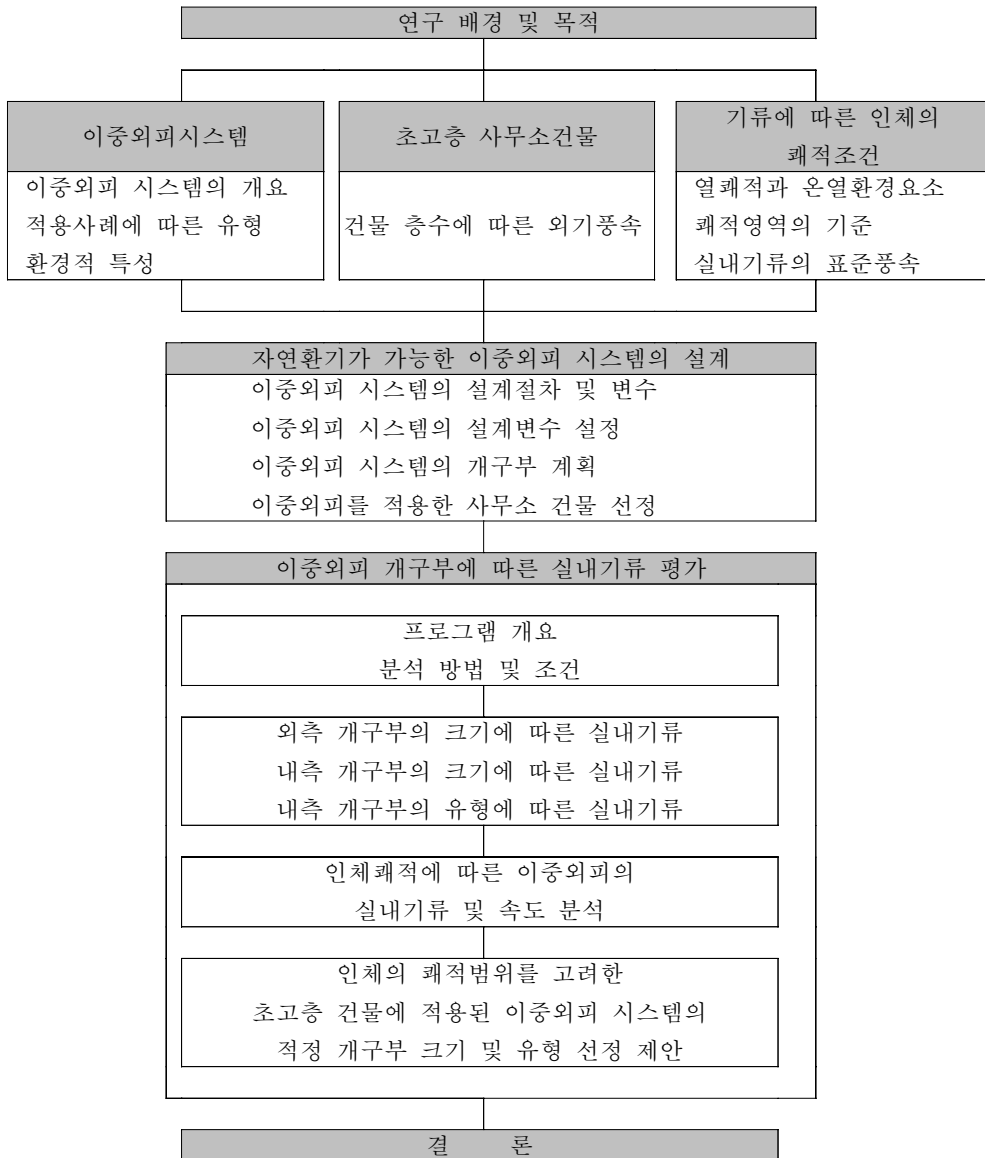 연구 배경 및 목적
이중외피시스템
이중외피 시스템의 개요
적용사례에 따른 유형
환경적 특성
초고층 사무소건물
건물 층수에 따른 외기풍속
기류에 따른 인체의
쾌적조건
열쾌적과 온열환경요소
쾌적영역의 기준
실내기류의 표준풍속
자연환기가 가능한 이중외피 시스템의 설계
이중외피 시스템의 설계절차 및 변수
이중외피 시스템의 설계변수 설정
이중외피 시스템의 개구부 계획
이중외피를 적용한 사무소 건물 선정
이중외피 개구부에 따른 실내기류 평가
프로그램 개요
분석 방법 및 조건
외측 개구부의 크기에 따른 실내기류
내측 개구부의 크기에 따른 실내기류
내측 개구부의 유형에 따른 실내기류
인체쾌적에 따른 이중외피의
실내기류 및 속도 분석
인체의 쾌적범위를 고려한
초고층 건물에 적용된 이중외피 시스템의
적정 개구부 크기 및 유형 선정 제안
결 론